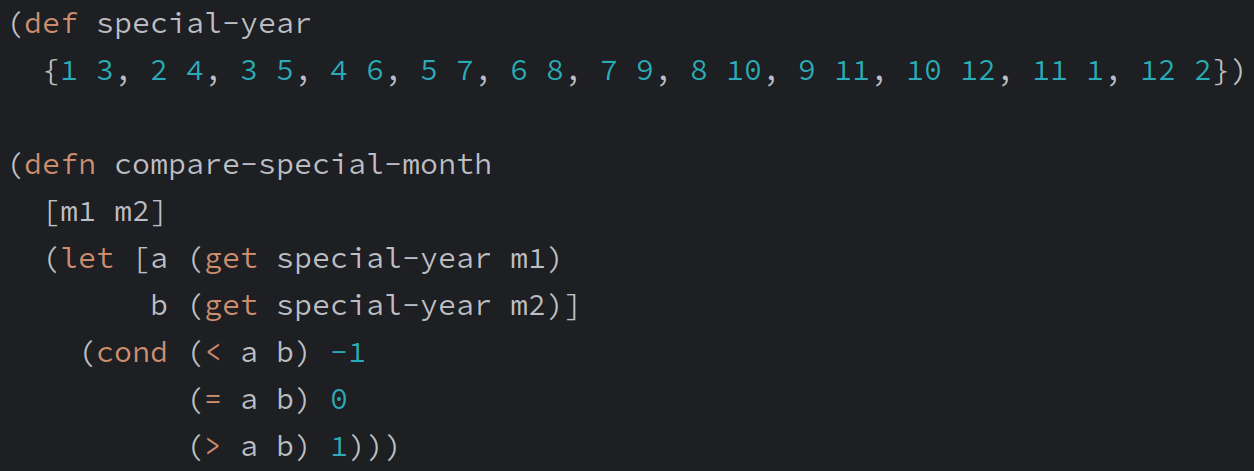 (def special-year
  {1 3, 2 4, 3 5, 4 6, 5 7, 6 8, 7 9, 8 10, 9 11, 10 12, 11 1, 12 2})

(defn compare-special-month
  [m1 m2]
  (let [a (get special-year m1)
        b (get special-year m2)]
    (cond (< a b) -1
          (= a b) 0
          (> a b) 1)))